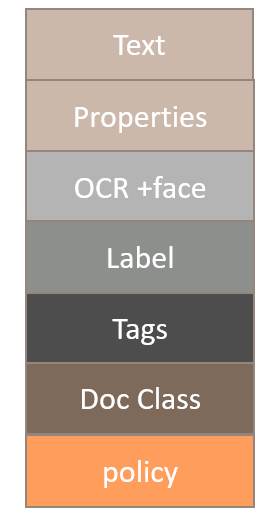 Text
Properties
OCR +face
Label
Tags
Doc Class
policy